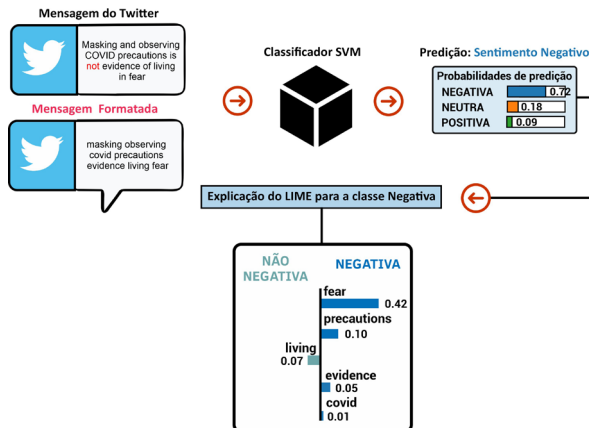 Mensagem do Twitter
Masking and observing
COVID precautions is
not evidence of living
in fear
Mensagem Formatada
masking observing
covid precautions
evidence living fear
Classificador SVM
Predição: Sentimento Negativo
Probabilidades de predição
NEGATIVA 0.72
NEUTRA 0.18
POSITIVA 0.09
Explicação do LIME para a classe Negativa
NÃO
NEGATIVA
NEGATIVA
fear
0.42
precautions
0.10
living
0.07
evidence
0.05
covid
0.01